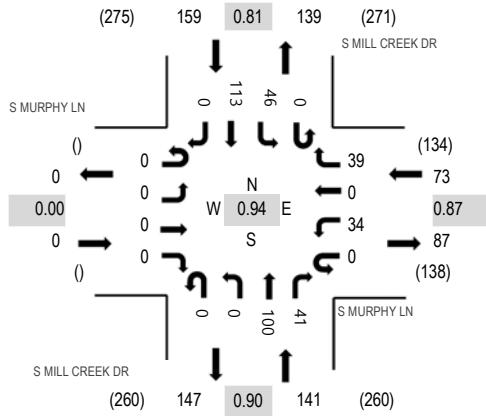 (275) 159 0.81 139 (271)
S MILL CREEK DR
S MURPHY LN
0 113 46 0
() (134)
0 0 39 73
0 N 0
0.00 W 0.94 E 0.87
0 S 34
0 0 0 87
() (138)
0 0 100 41
S MURPHY LN
S MILL CREEK DR
(260) 147 0.90 141 (260)